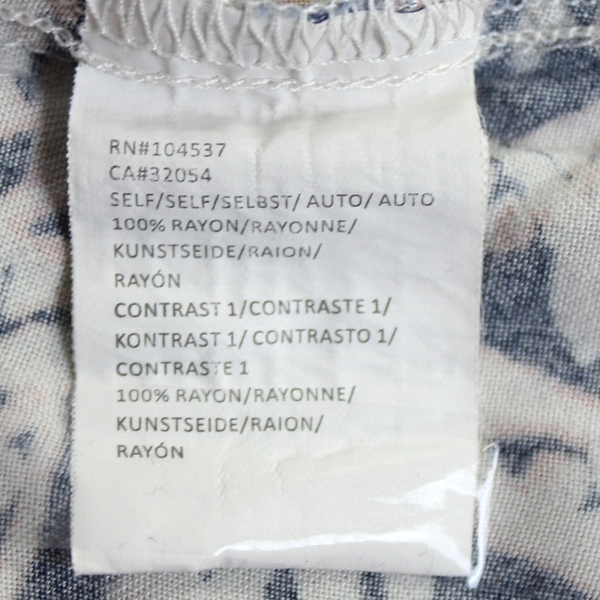 RN#104537
CA#32054
SELF/SELF/SELBST/ AUTO/ AUTO
100% RAYON/RAYONNE/
KUNSTSEIDE/RAION/
RAYÓN
CONTRAST 1/CONTRASTE 1/
KONTRAST 1/ CONTRASTO 1/
CONTRASTE 1
100% RAYON/RAYONNE/
KUNSTSEIDE/RAION/
RAYÓN